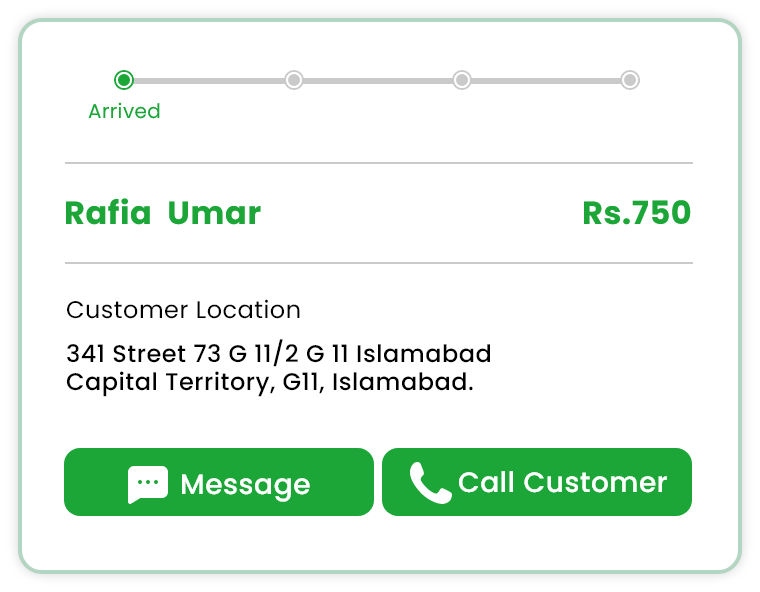 Arrived
Rafia Umar Rs.750
Customer Location
341 Street 73 G 11/2 G 11 Islamabad
Capital Territory, G11, Islamabad.
Message Call Customer